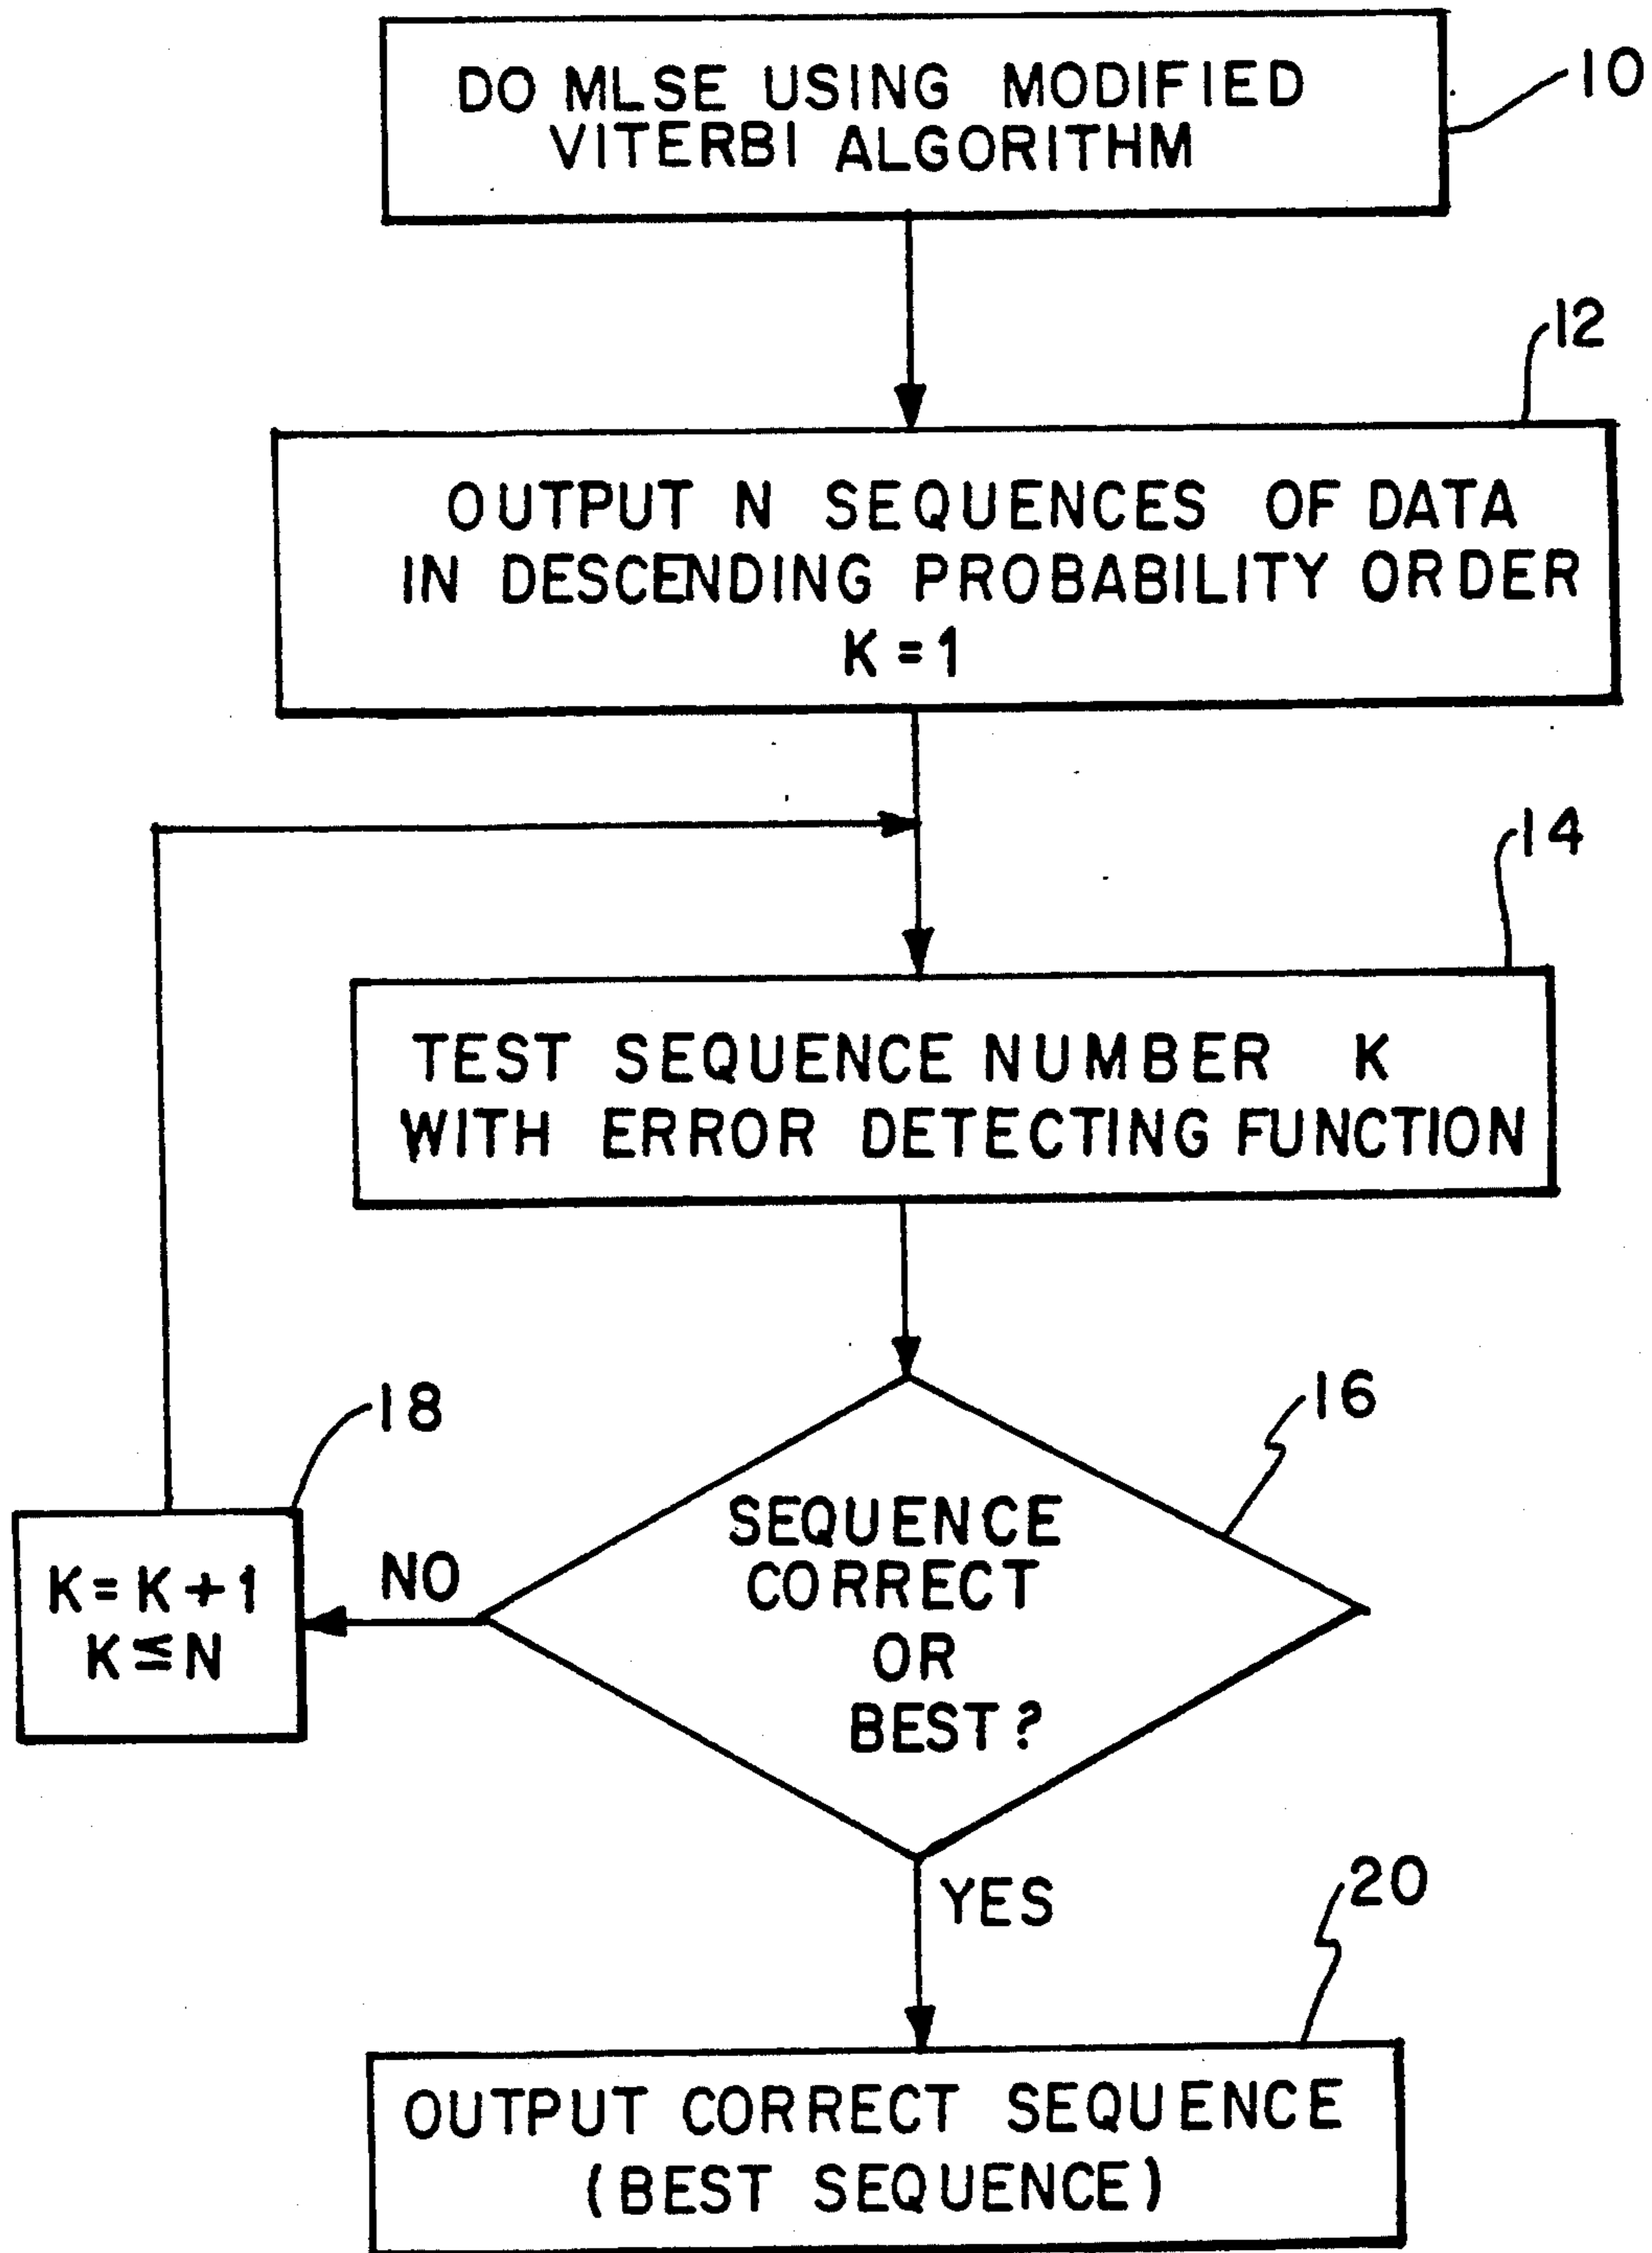 DO MLSE USING MODIFIED
VITERBI ALGORITHM
10
12
OUTPUT N SEQUENCES OF DATA
IN DESCENDING PROBABILITY ORDER
K = 1
14
TEST SEQUENCE NUMBER K
WITH ERROR DETECTING FUNCTION
16
SEQUENCE
CORRECT
OR
BEST?
18
NO
K = K + 1
K ≤ N
YES
20
OUTPUT CORRECT SEQUENCE
(BEST SEQUENCE)